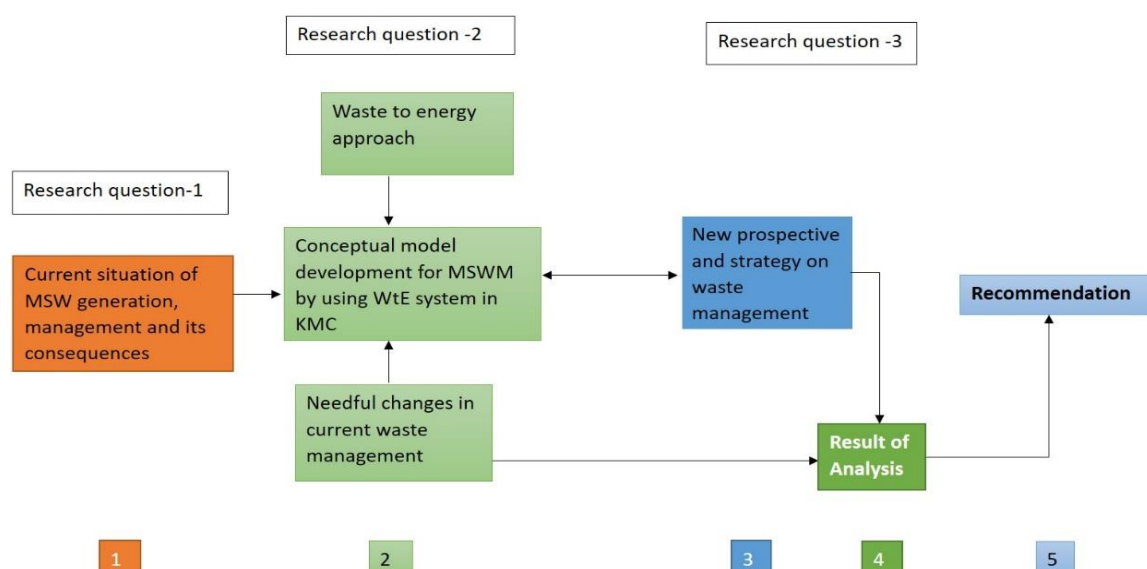 Research question -2
Research question -3
Waste to energy
approach
Research question-1
Current situation of
MSW generation,
management and its
consequences
Conceptual model
development for MSWM
by using WtE system in
KMC
New prospective
and strategy on
waste
management
Recommendation
Needful changes in
current waste
management
Result of
Analysis
1
2
3
4
5